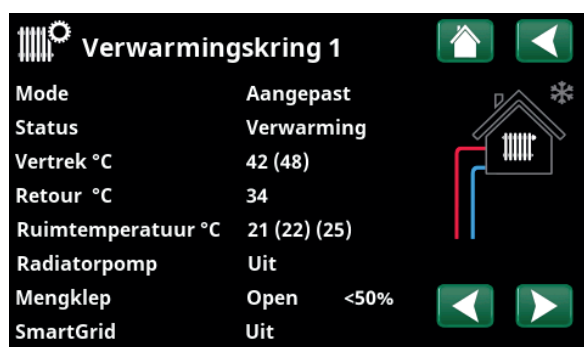 Verwarmingskring 1
Mode Aangepast
Status Verwarming
Vertrek °C 42 (48)
Retour °C 34
Ruimtemperatuur °C 21 (22) (25)
Radiatorpomp Uit
Mengklep Open <50%
SmartGrid Uit